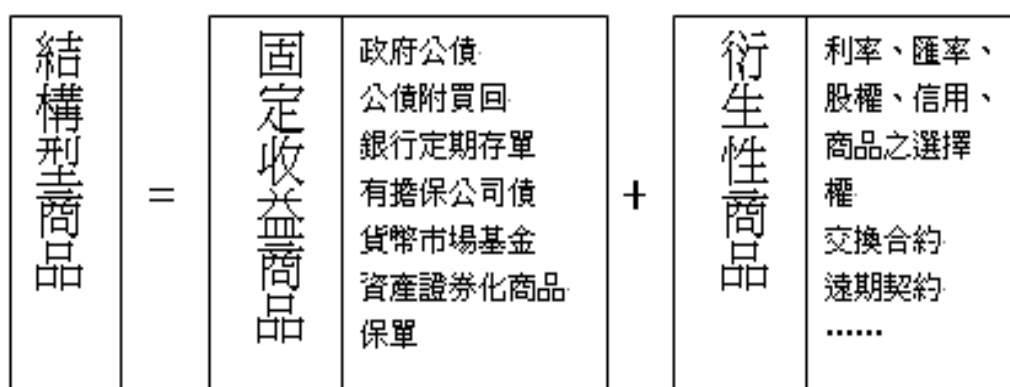 結構型商品
=
固定收益商品
政府公債
公債附買回
銀行定期存單
有擔保公司債
貨幣市場基金
資產證券化商品
保單
+
衍生性商品
利率、匯率、
股權、信用、
商品之選擇
權
交換合約
遠期契約
……